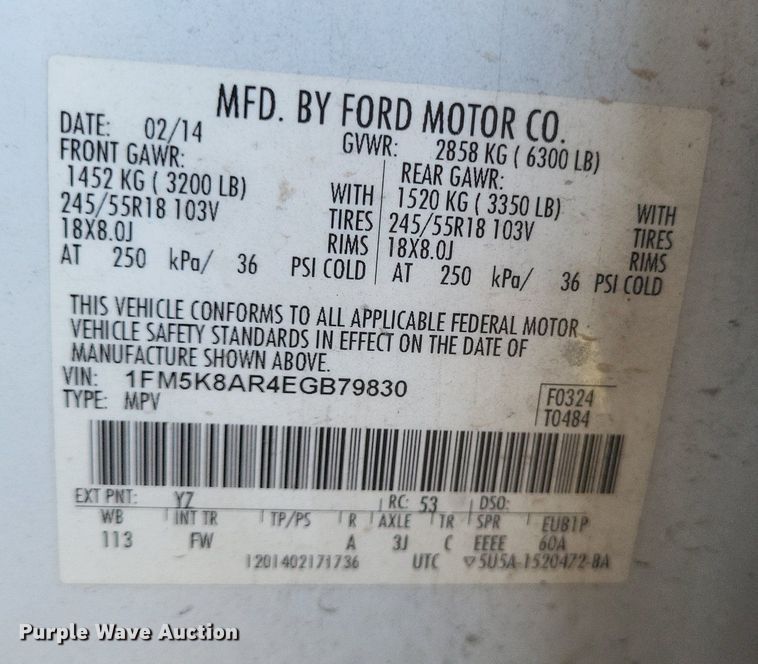 MFD. BY FORD MOTOR CO.
DATE: 02/14 GVWR: 2858 KG ( 6300 LB)
FRONT GAWR: REAR GAWR:
1452 KG ( 3200 LB) WITH 1520 KG ( 3350 LB) WITH
245/55R18 103V TIRES 245/55R18 103V TIRES
18X8.0J RIMS 18X8.0J RIMS
AT 250 kPa/ 36 PSI COLD AT 250 kPa/ 36 PSI COLD
THIS VEHICLE CONFORMS TO ALL APPLICABLE FEDERAL MOTOR
VEHICLE SAFETY STANDARDS IN EFFECT ON THE DATE OF
MANUFACTURE SHOWN ABOVE.
VIN: 1FM5K8AR4EGB79830 F0324
TYPE: MPV T0484
EXT PNT: YZ RC: 53 DSO:
WB INT TR TP/PS R AXLE TR SPR EUB1P
113 FW A 3J C EEEE 60A
1201402171736 UTC ▽5U5A-1520472-BA
Purple Wave Auction